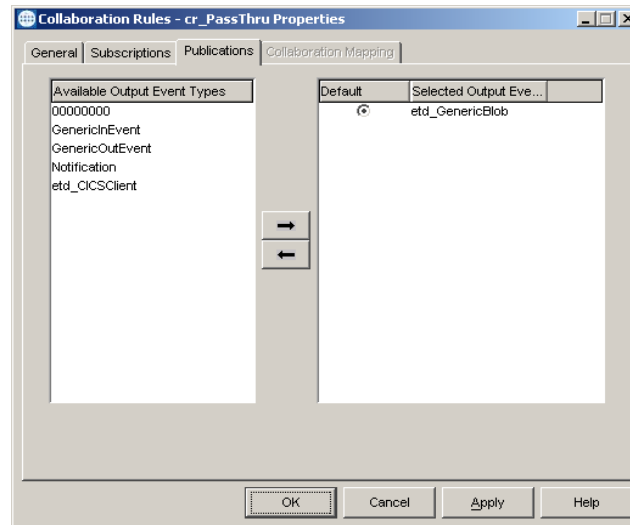 Collaboration Rules - cr_PassThru Properties
General Subscriptions Publications Collaboration Mapping
Available Output Event Types
00000000
GenericInEvent
GenericOutEvent
Notification
etd_CICSClient
Default Selected Output Eve...
etd_GenericBlob
OK Cancel Apply Help